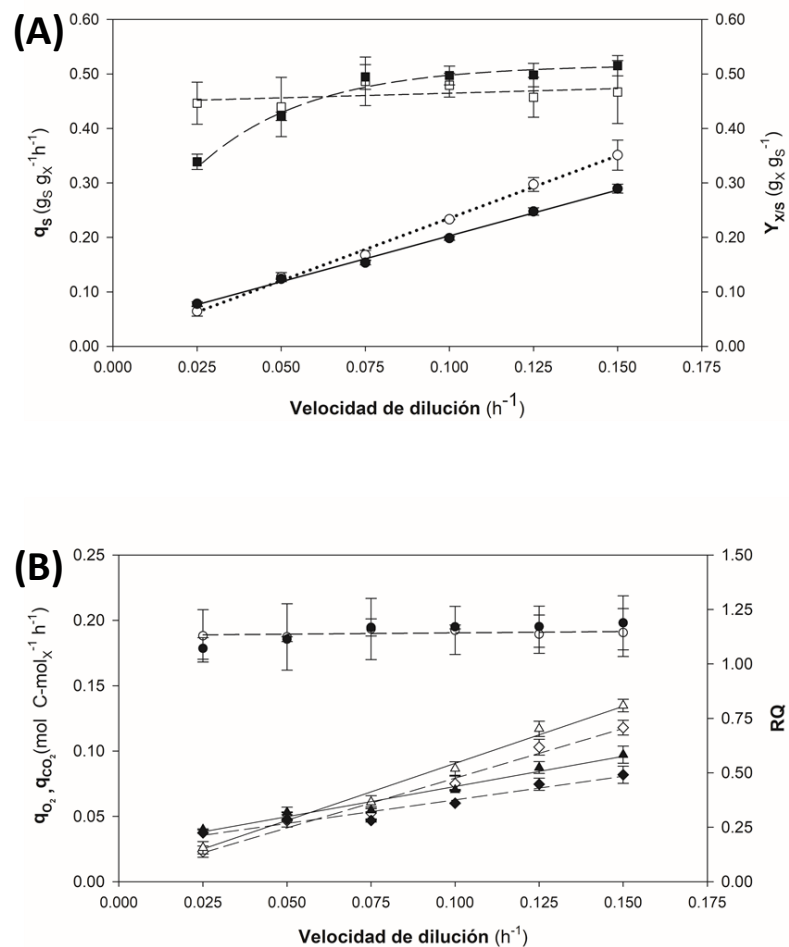 (A)
0.60
0.60
0.50
0.50
0.40
0.40
0.30
0.30
0.20
0.20
0.10
0.10
0.00
0.00
qS (gS gX-1h-1)
YX/S (gX gS-1)
0.000 0.025 0.050 0.075 0.100 0.125 0.150 0.175
Velocidad de dilución (h-1)
(B)
0.25
1.50
0.20
1.25
0.15
1.00
0.10
0.75
0.05
0.50
0.00
0.25
0.00
qO2 ,qCO2(mol C-molX-1 h-1)
RQ
0.000 0.025 0.050 0.075 0.100 0.125 0.150 0.175
Velocidad de dilución (h-1)